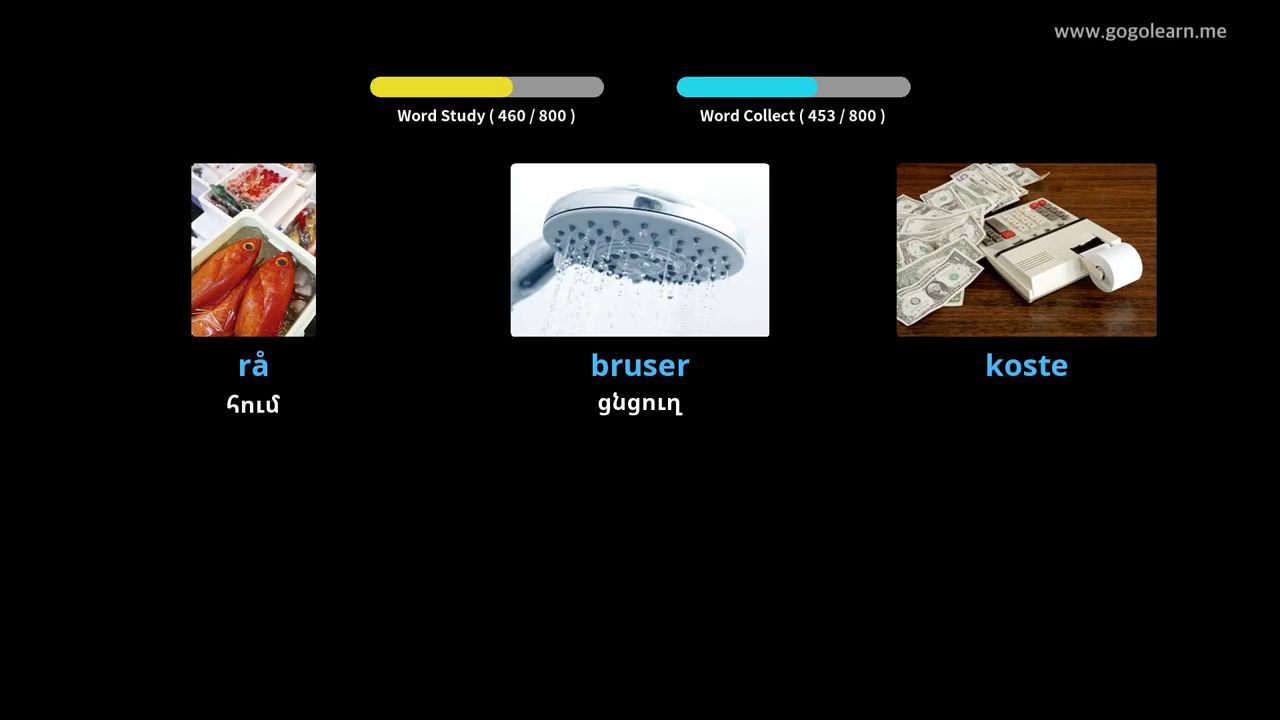 www.gogolearn.me
Word Study ( 460 / 800 )
Word Collect ( 453 / 800 )
rå
հում
bruser
ցնցուղ
koste